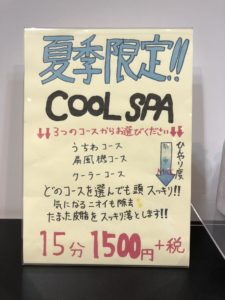 夏季限定!!
COOL SPA
↓↓3つのコースからお選びください↓↓
うちわコース
扇風機コース
クーラーコース
ひんやり度
MAX
どのコースを選んでも頭スッキリ!!
気になるニオイも除去
たまった皮脂をスッキリ落とします!!
15分 1500円+税